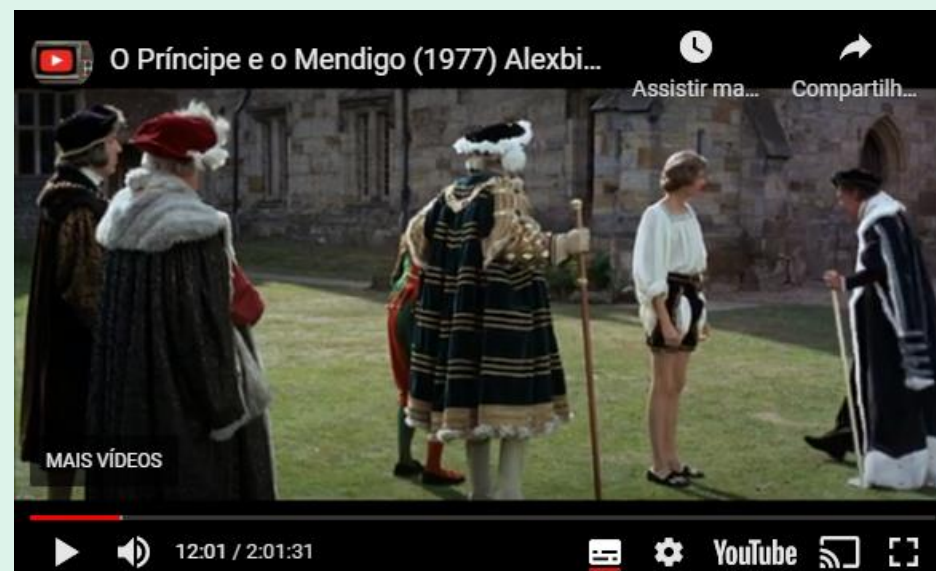 O Príncipe e o Mendigo (1977) Alexbi...
Assistir ma...
Compartilh...
MAIS VÍDEOS
12:01 / 2:01:31
YouTube